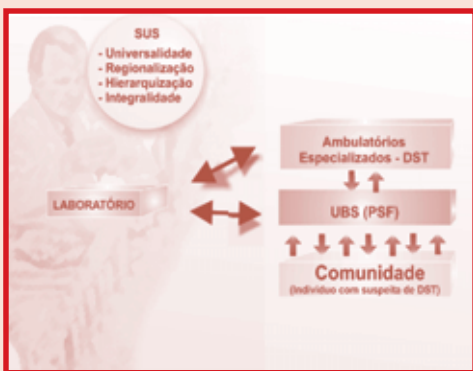 SUS
- Universalidade
- Regionalização
- Hierarquização
- Integralidade
LABORATÓRIO
Ambulatórios
Especializados - DST
UBS (PSF)
Comunidade
(Indivíduo com suspeita de DST)